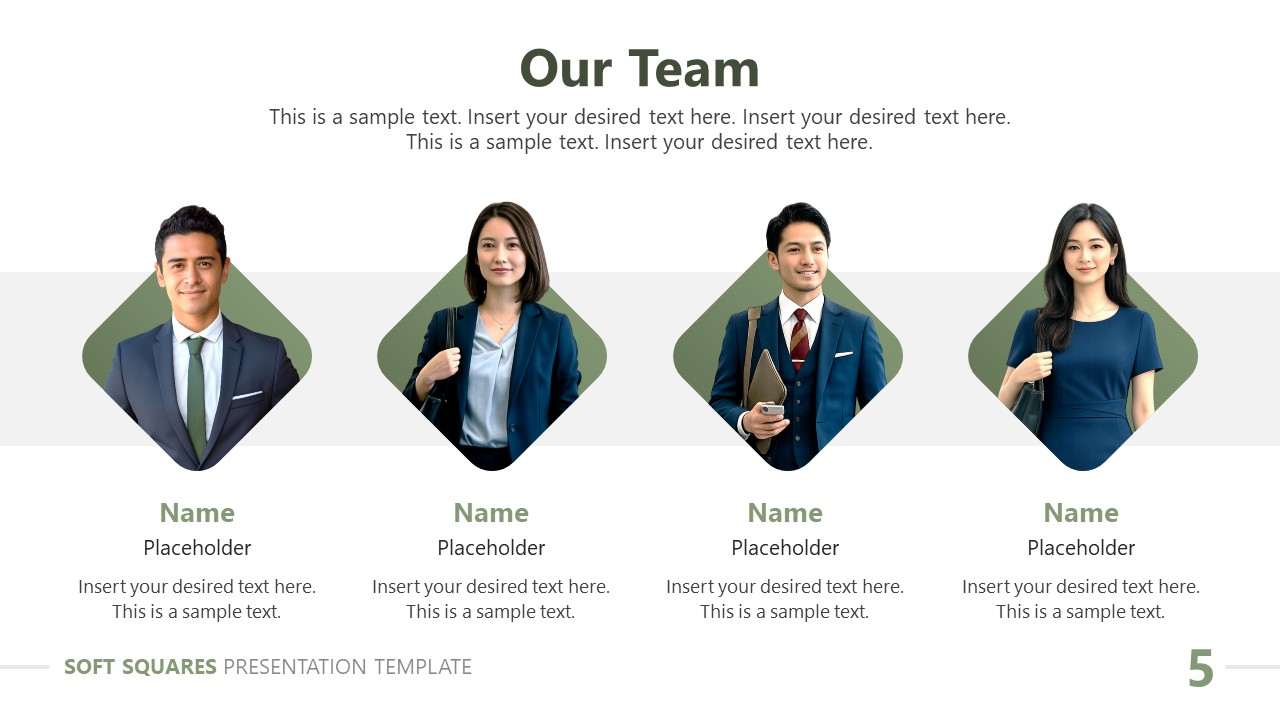 Our Team
This is a sample text. Insert your desired text here. Insert your desired text here.
This is a sample text. Insert your desired text here.
Name
Placeholder
Insert your desired text here.
This is a sample text.
Name
Placeholder
Insert your desired text here.
This is a sample text.
Name
Placeholder
Insert your desired text here.
This is a sample text.
Name
Placeholder
Insert your desired text here.
This is a sample text.
SOFT SQUARES PRESENTATION TEMPLATE
5